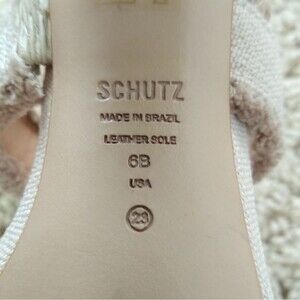 SCHUTZ
MADE IN BRAZIL
LEATHER SOLE
6B
USA
23